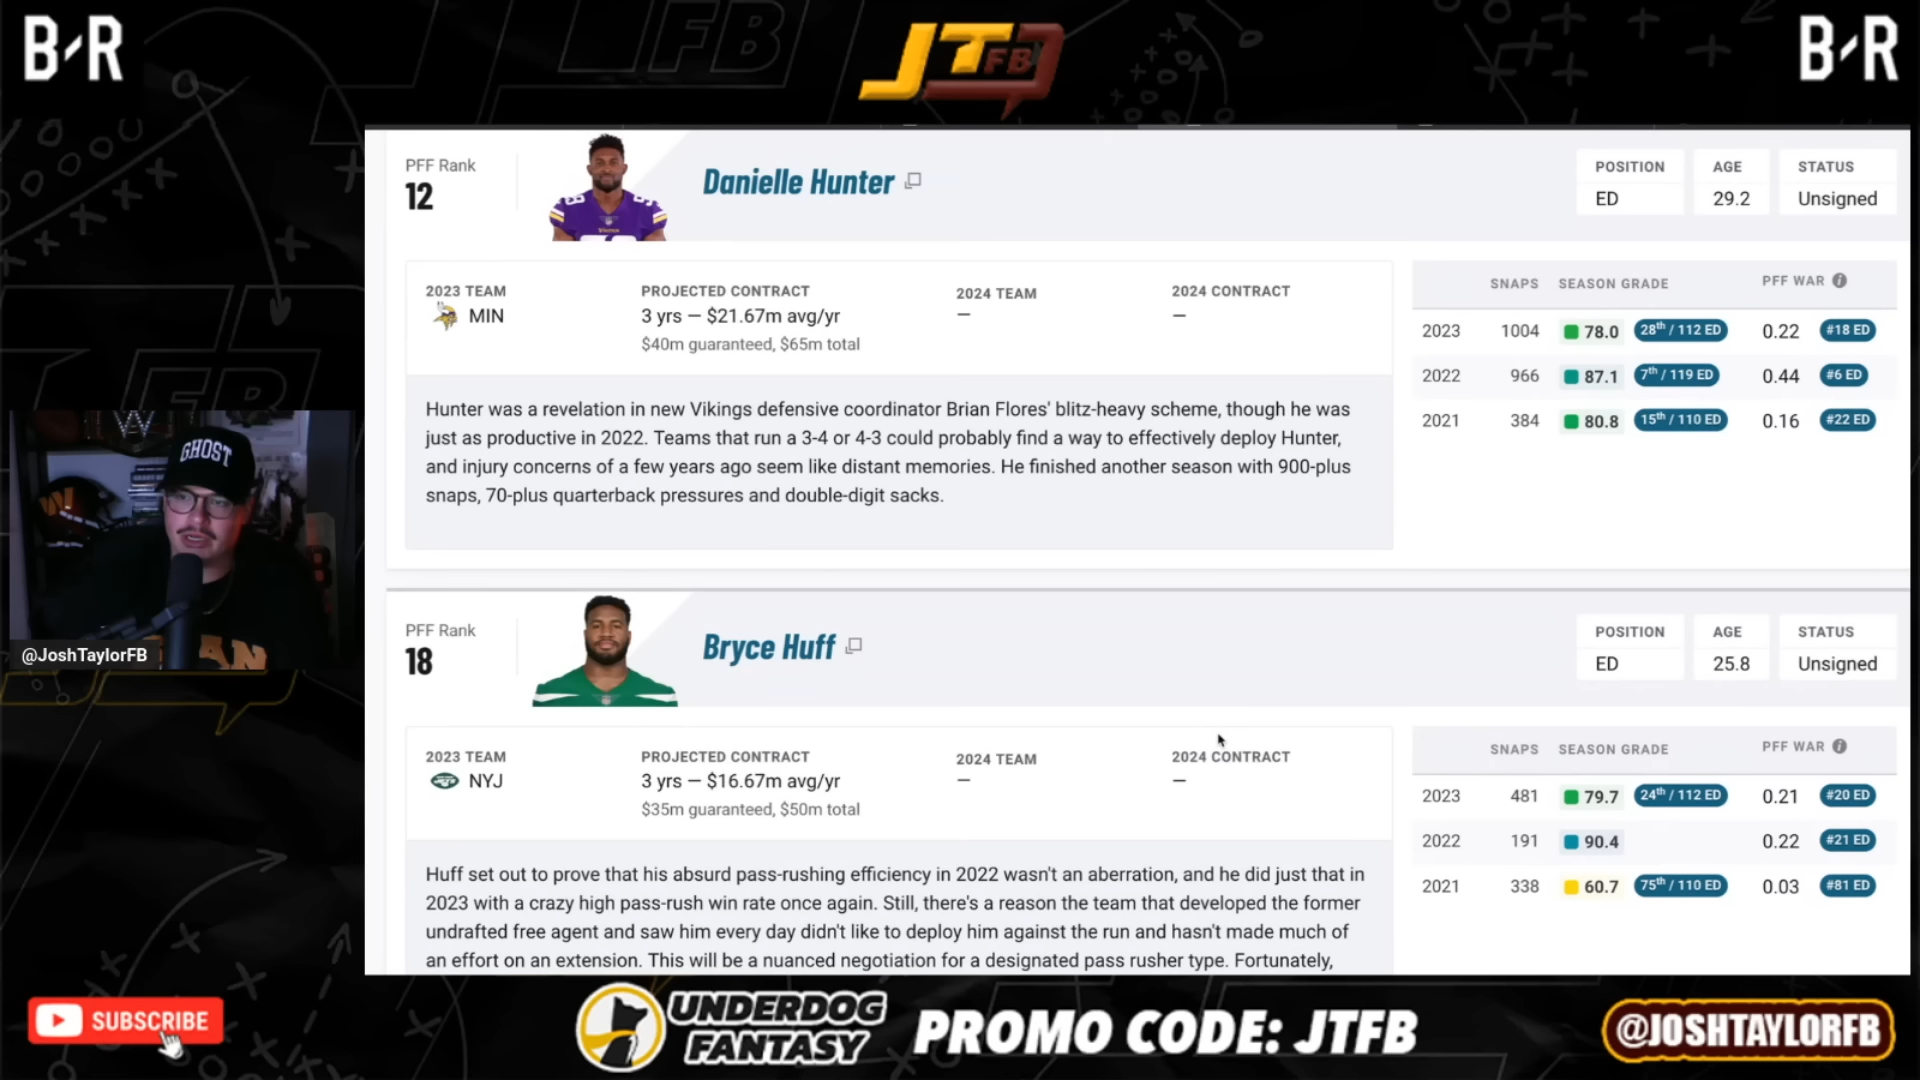 B/R
JTFB
B/R
PFF Rank
12
Danielle Hunter
POSITION
ED
AGE
29.2
STATUS
Unsigned
2023 TEAM
MIN
PROJECTED CONTRACT
3 yrs — $21.67m avg/yr
$40m guaranteed, $65m total
2024 TEAM
—
2024 CONTRACT
—
SNAPS SEASON GRADE PFF WAR
2023 1004 78.0 28th / 112 ED 0.22 #18 ED
2022 966 87.1 7th / 119 ED 0.44 #6 ED
2021 384 80.8 15th / 110 ED 0.16 #22 ED
Hunter was a revelation in new Vikings defensive coordinator Brian Flores' blitz-heavy scheme, though he was
just as productive in 2022. Teams that run a 3-4 or 4-3 could probably find a way to effectively deploy Hunter,
and injury concerns of a few years ago seem like distant memories. He finished another season with 900-plus
snaps, 70-plus quarterback pressures and double-digit sacks.
GHOST
@JoshTaylorFB
PFF Rank
18
Bryce Huff
POSITION
ED
AGE
25.8
STATUS
Unsigned
2023 TEAM
NYJ
PROJECTED CONTRACT
3 yrs — $16.67m avg/yr
$35m guaranteed, $50m total
2024 TEAM
—
2024 CONTRACT
—
SNAPS SEASON GRADE PFF WAR
2023 481 79.7 24th / 112 ED 0.21 #20 ED
2022 191 90.4 0.22 #21 ED
2021 338 60.7 75th / 110 ED 0.03 #81 ED
Huff set out to prove that his absurd pass-rushing efficiency in 2022 wasn't an aberration, and he did just that in
2023 with a crazy high pass-rush win rate once again. Still, there's a reason the team that developed the former
undrafted free agent and saw him every day didn't like to deploy him against the run and hasn't made much of
an effort on an extension. This will be a nuanced negotiation for a designated pass rusher type. Fortunately,
SUBSCRIBE
UNDERDOG
FANTASY
PROMO CODE: JTFB
@JOSHTAYLORFB